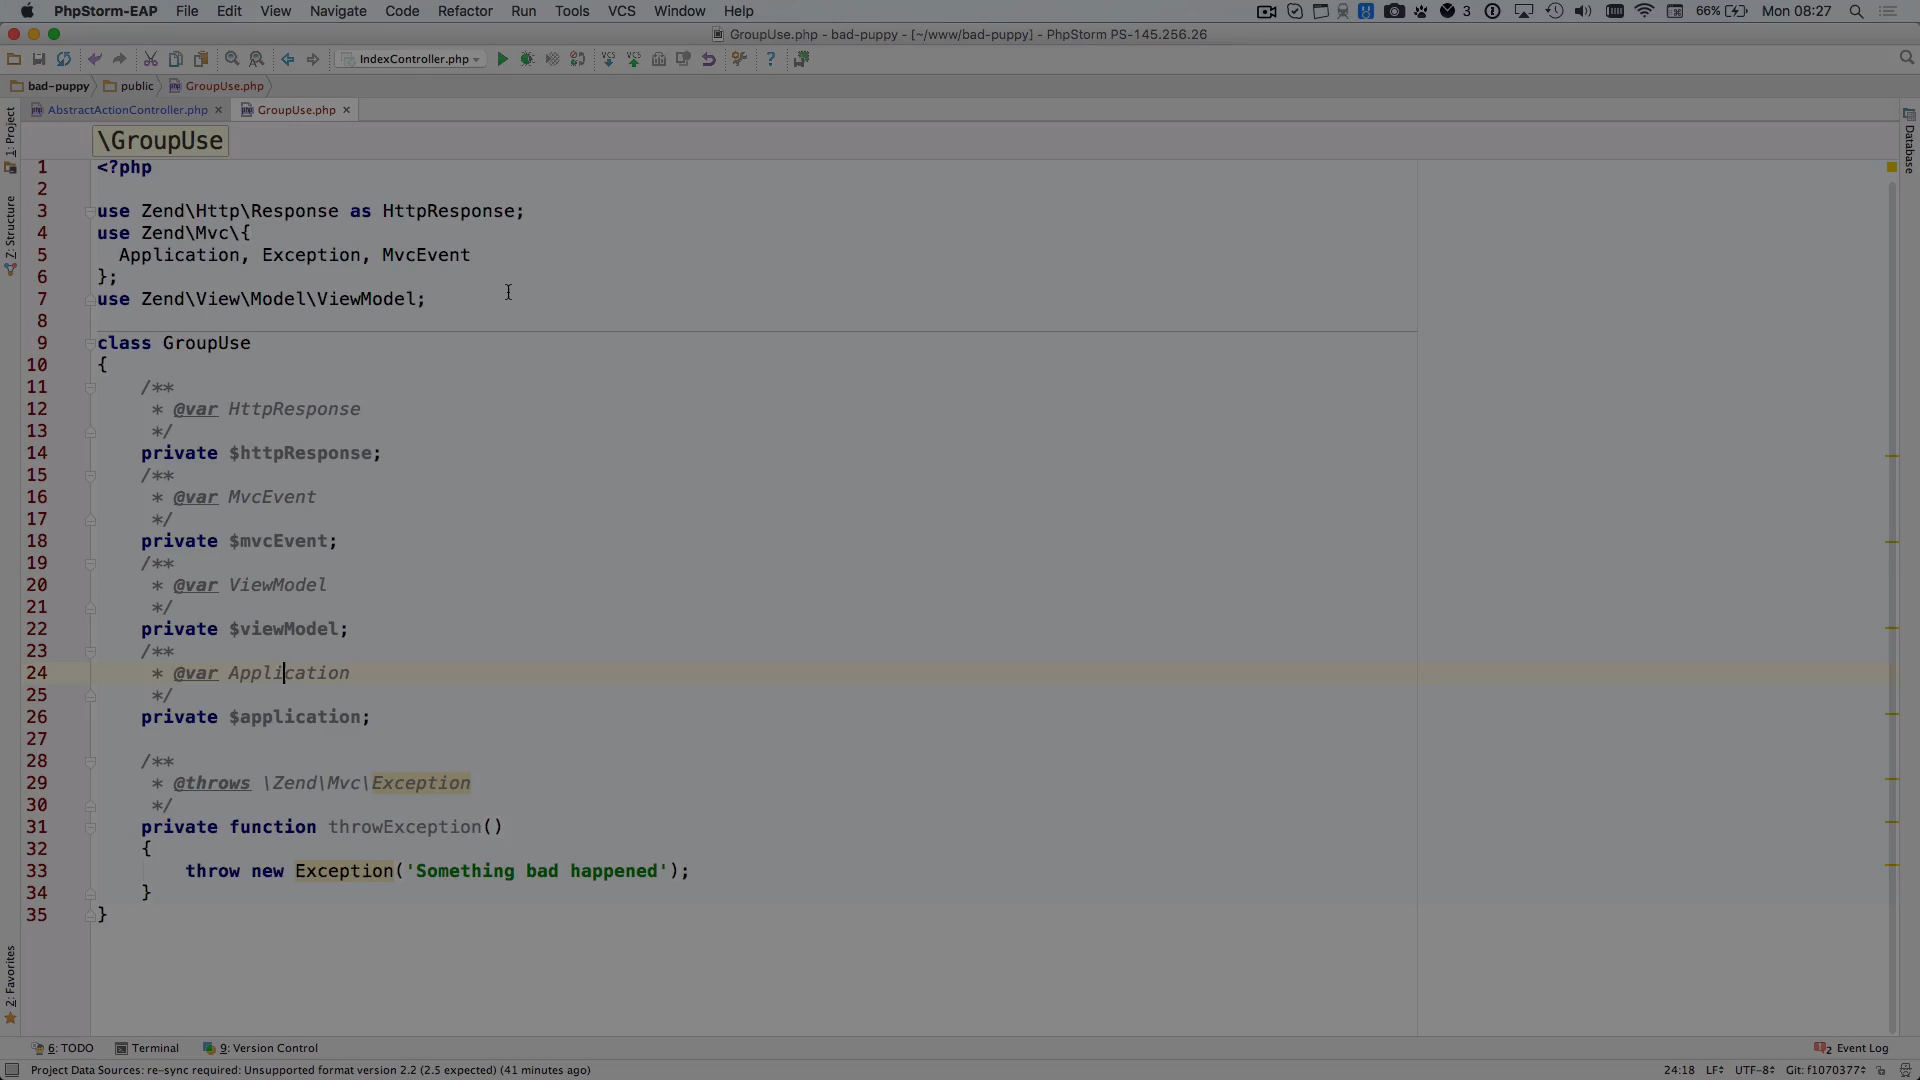 PhpStorm-EAP File Edit View Navigate Code Refactor Run Tools VCS Window Help 3 66% Mon 08:27
GroupUse.php - bad-puppy - [~/www/bad-puppy] - PhpStorm PS-145.256.26
IndexController.php VCS VCS ?
bad-puppy public GroupUse.php
AbstractActionController.php GroupUse.php
1: Project
Z: Structure
2: Favorites
Database
\GroupUse
1 <?php
2
3 use Zend\Http\Response as HttpResponse;
4 use Zend\Mvc\{
5 Application, Exception, MvcEvent
6 };
7 use Zend\View\Model\ViewModel;
8
9 class GroupUse
10 {
11 /**
12 * @var HttpResponse
13 */
14 private $httpResponse;
15 /**
16 * @var MvcEvent
17 */
18 private $mvcEvent;
19 /**
20 * @var ViewModel
21 */
22 private $viewModel;
23 /**
24 * @var Application
25 */
26 private $application;
27
28 /**
29 * @throws \Zend\Mvc\Exception
30 */
31 private function throwException()
32 {
33 throw new Exception('Something bad happened');
34 }
35 }
6: TODO Terminal 9: Version Control 2 Event Log
Project Data Sources: re-sync required: Unsupported format version 2.2 (2.5 expected) (41 minutes ago) 24:18 LF UTF-8 Git: f1070377